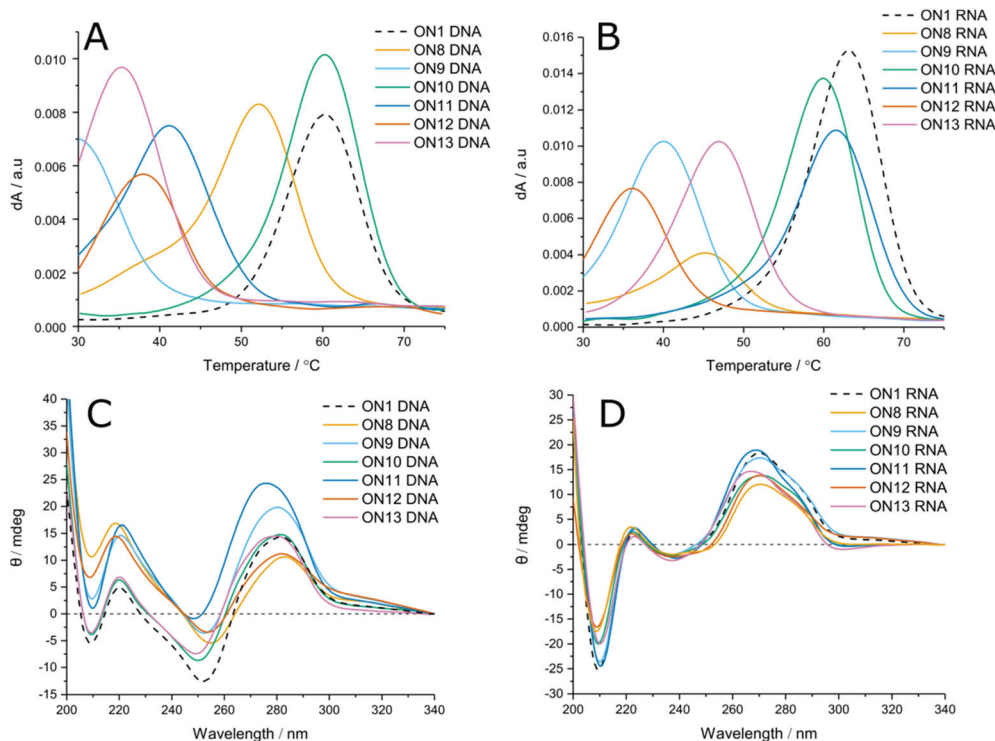 A
ON1 DNA
ON8 DNA
ON9 DNA
ON10 DNA
ON11 DNA
ON12 DNA
ON13 DNA
dA / a.u
0.010
0.008
0.006
0.004
0.002
0.000
30 40 50 60 70
Temperature / °C
B
ON1 RNA
ON8 RNA
ON9 RNA
ON10 RNA
ON11 RNA
ON12 RNA
ON13 RNA
dA / a.u
0.016
0.014
0.012
0.010
0.008
0.006
0.004
0.002
0.000
30 40 50 60 70
Temperature / °C
C
ON1 DNA
ON8 DNA
ON9 DNA
ON10 DNA
ON11 DNA
ON12 DNA
ON13 DNA
θ / mdeg
40
35
30
25
20
15
10
5
0
-5
-10
-15
200 220 240 260 280 300 320 340
Wavelength / nm
D
ON1 RNA
ON8 RNA
ON9 RNA
ON10 RNA
ON11 RNA
ON12 RNA
ON13 RNA
θ / mdeg
30
25
20
15
10
5
0
-5
-10
-15
-20
-25
-30
200 220 240 260 280 300 320 340
Wavelength / nm